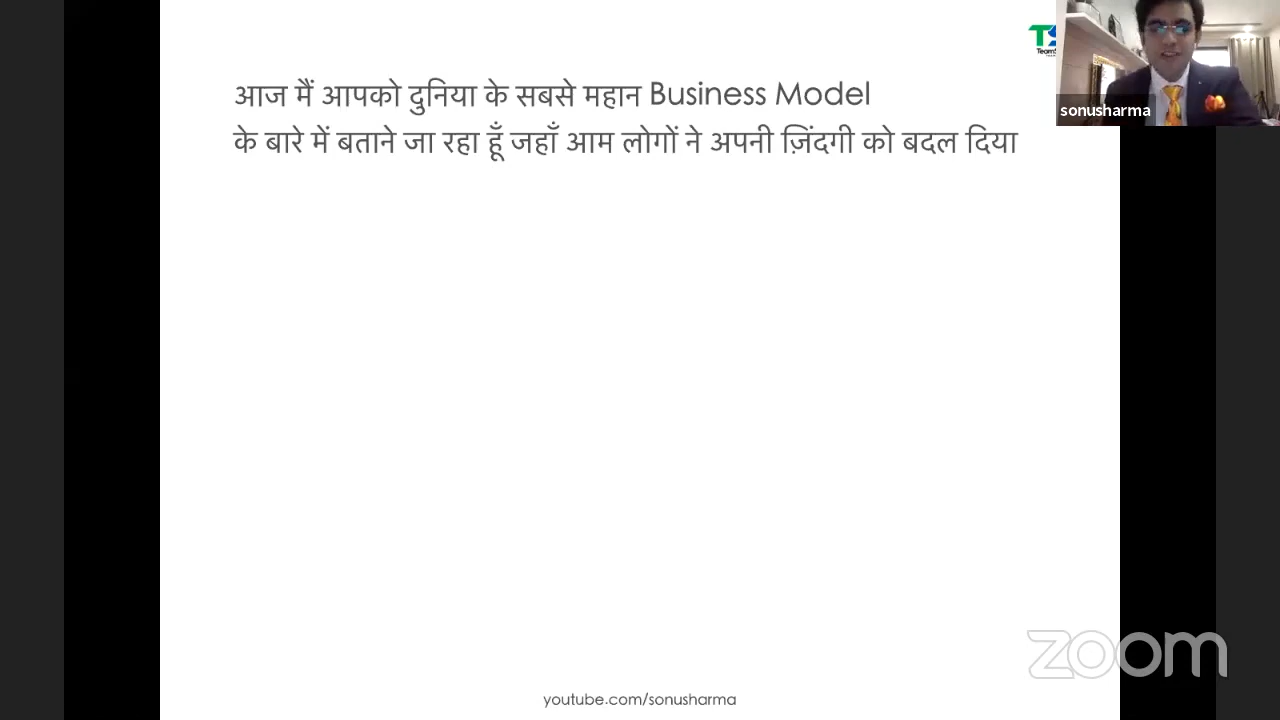 आज मैं आपको दुनिया के सबसे महान Business Model
के बारे में बताने जा रहा हूँ जहाँ आम लोगों ने अपनी ज़िंदगी को बदल दिया
sonusharma
zoom
youtube.com/sonusharma